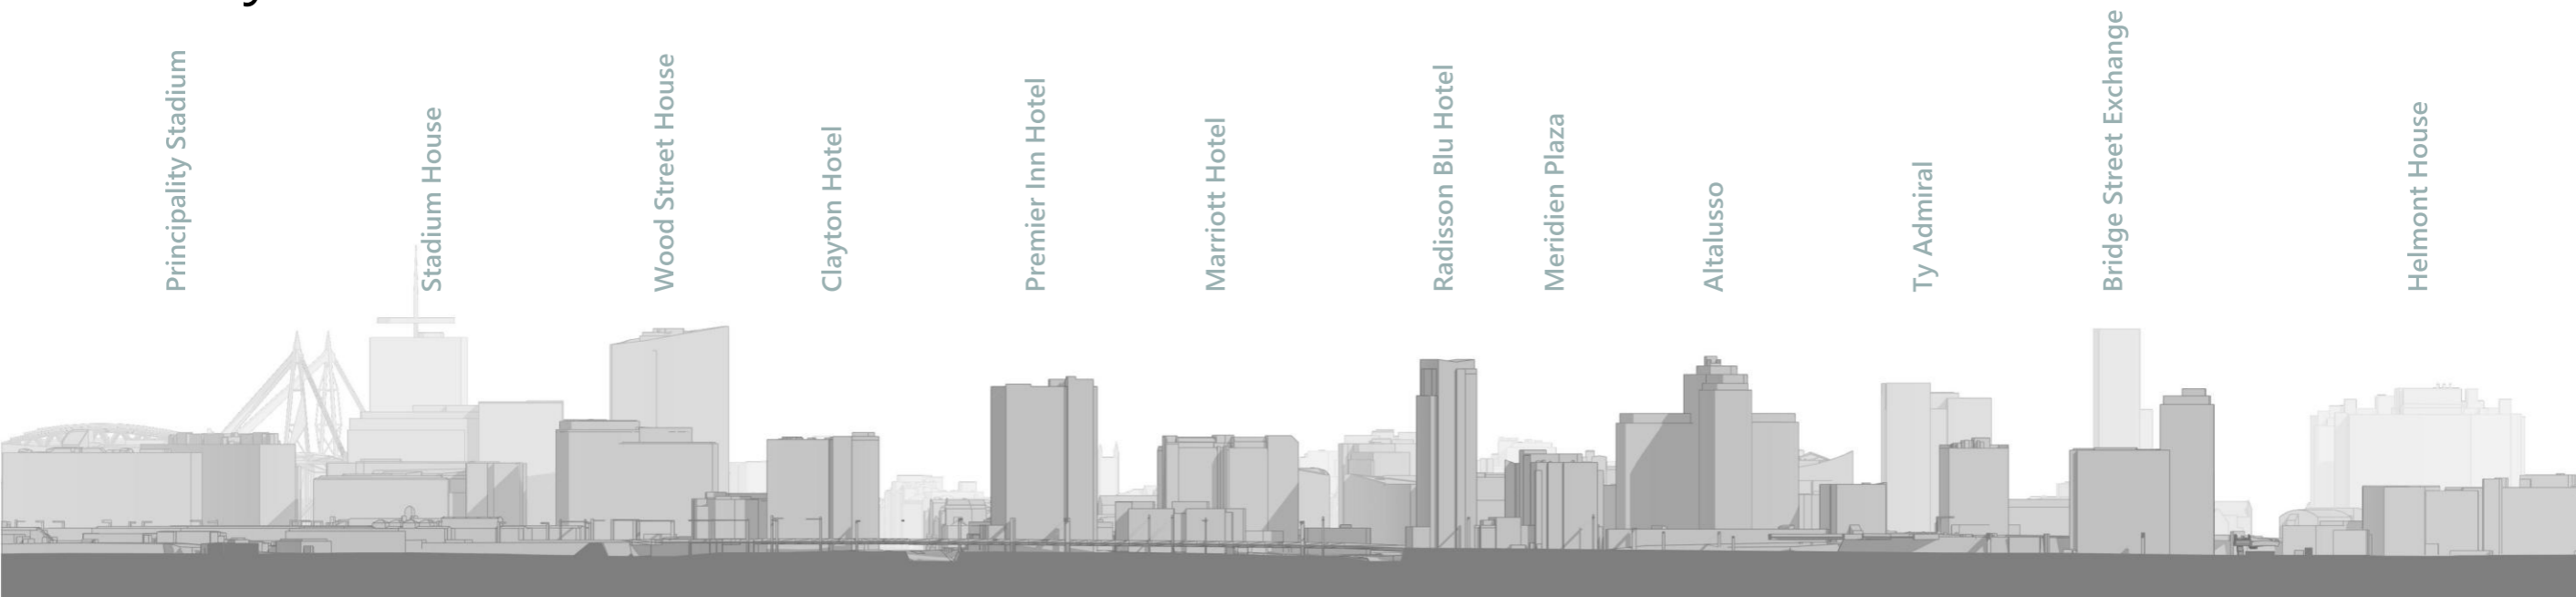 Principality Stadium
Stadium House
Wood Street House
Clayton Hotel
Premier Inn Hotel
Marriott Hotel
Radisson Blu Hotel
Meridien Plaza
Altalusso
Ty Admiral
Bridge Street Exchange
Helmont House